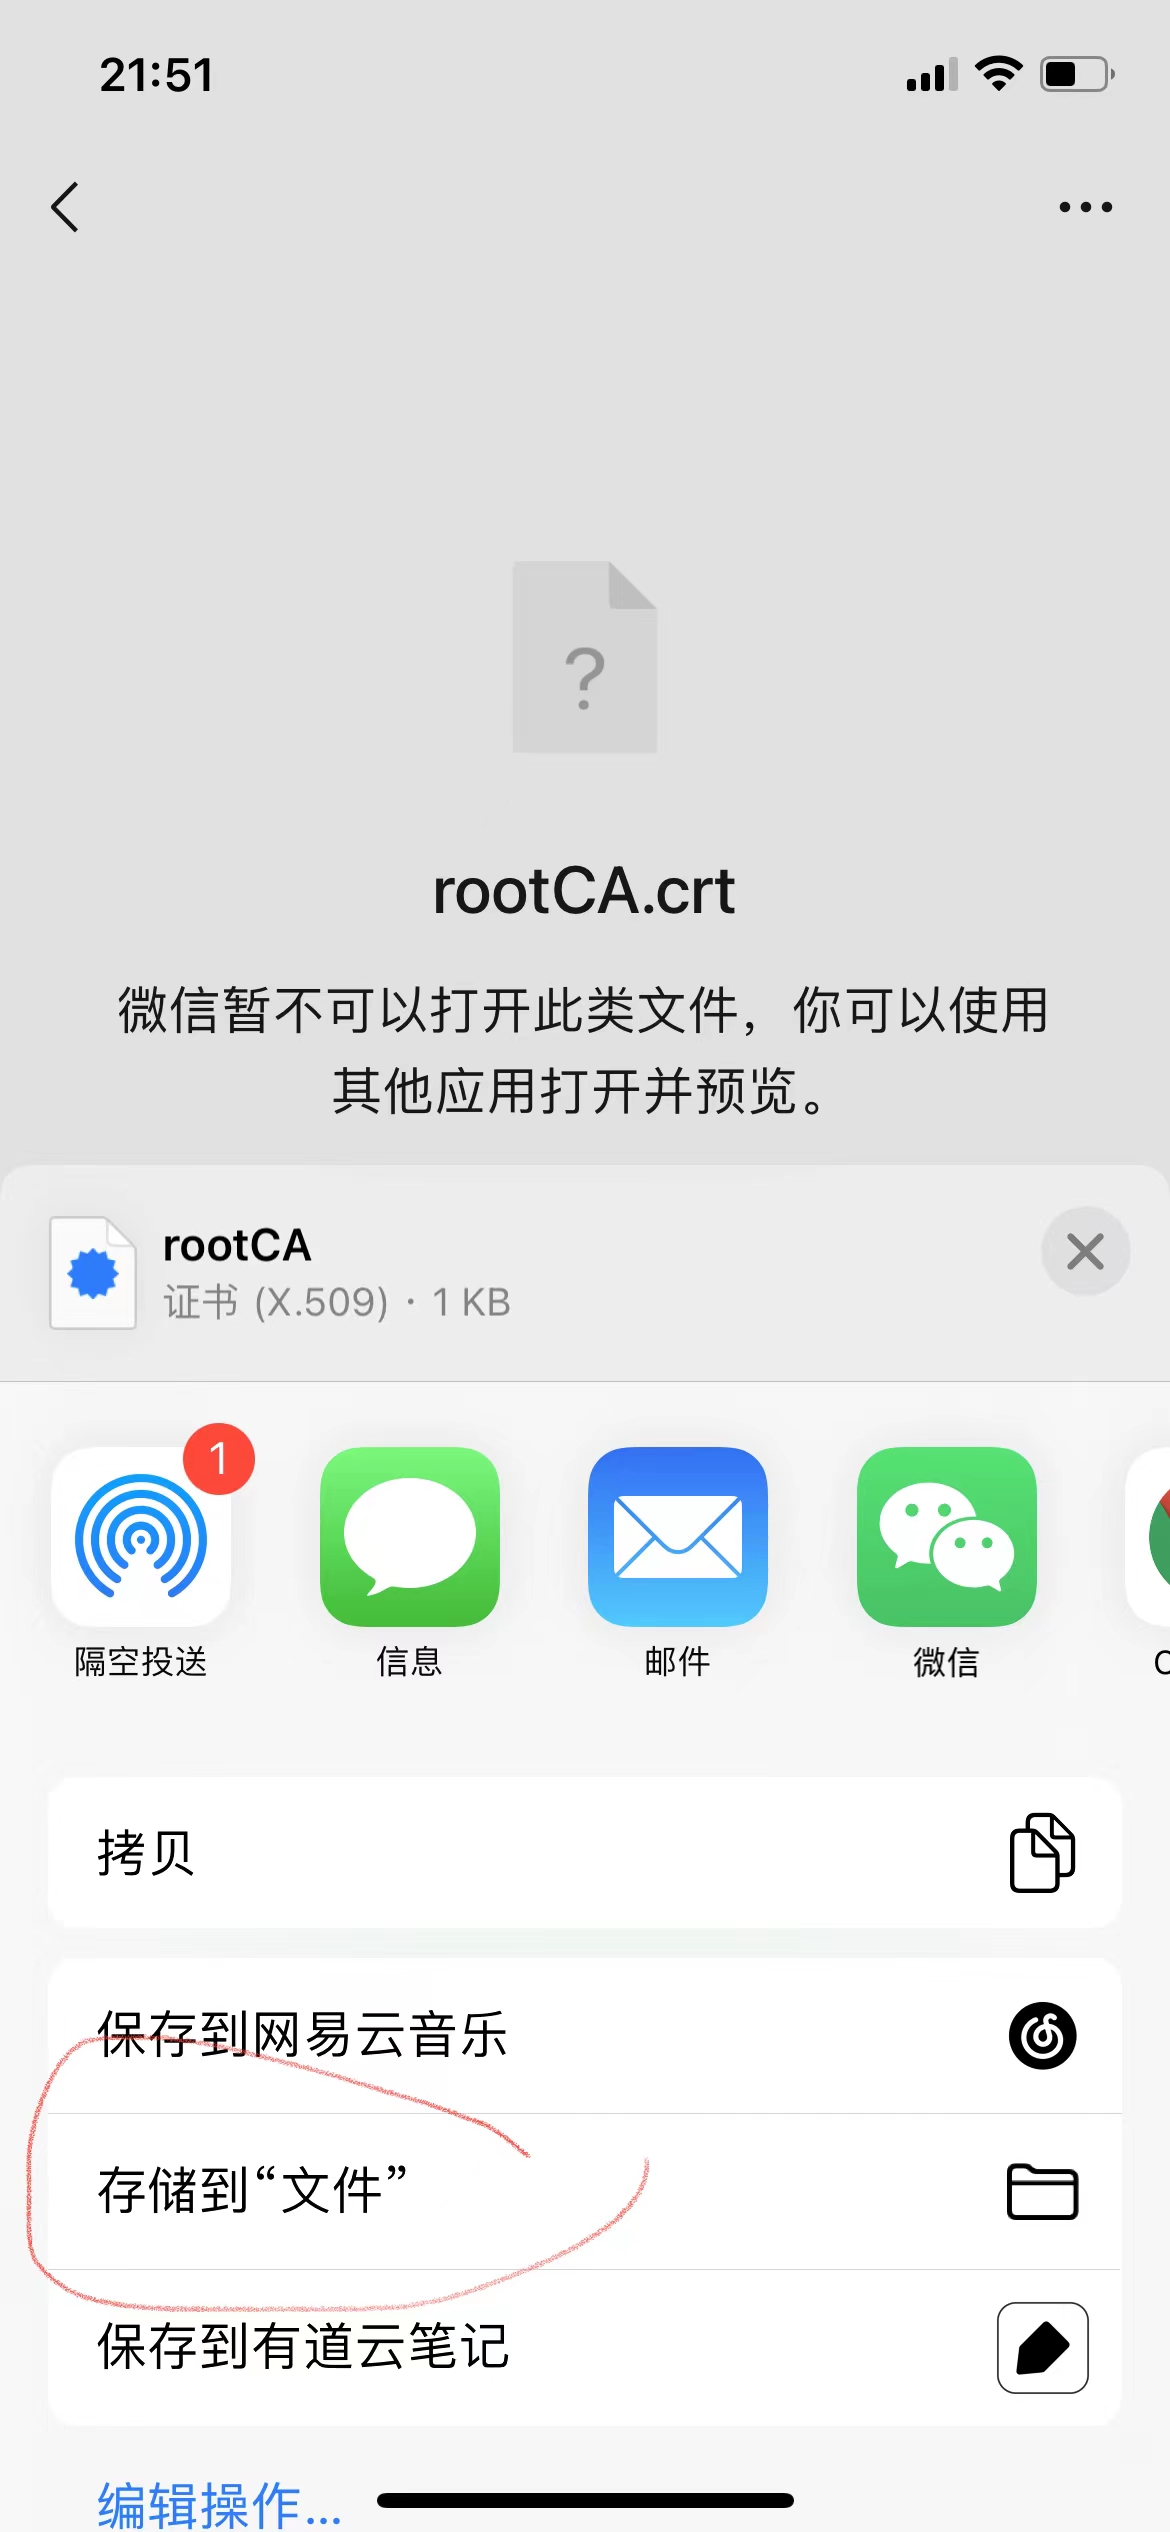 21:51
rootCA.crt
微信暂不可以打开此类文件，你可以使用
其他应用打开并预览。
rootCA
证书 (X.509) · 1 KB
1
隔空投送
信息
邮件
微信
拷贝
保存到网易云音乐
存储到“文件”
保存到有道云笔记
编辑操作...